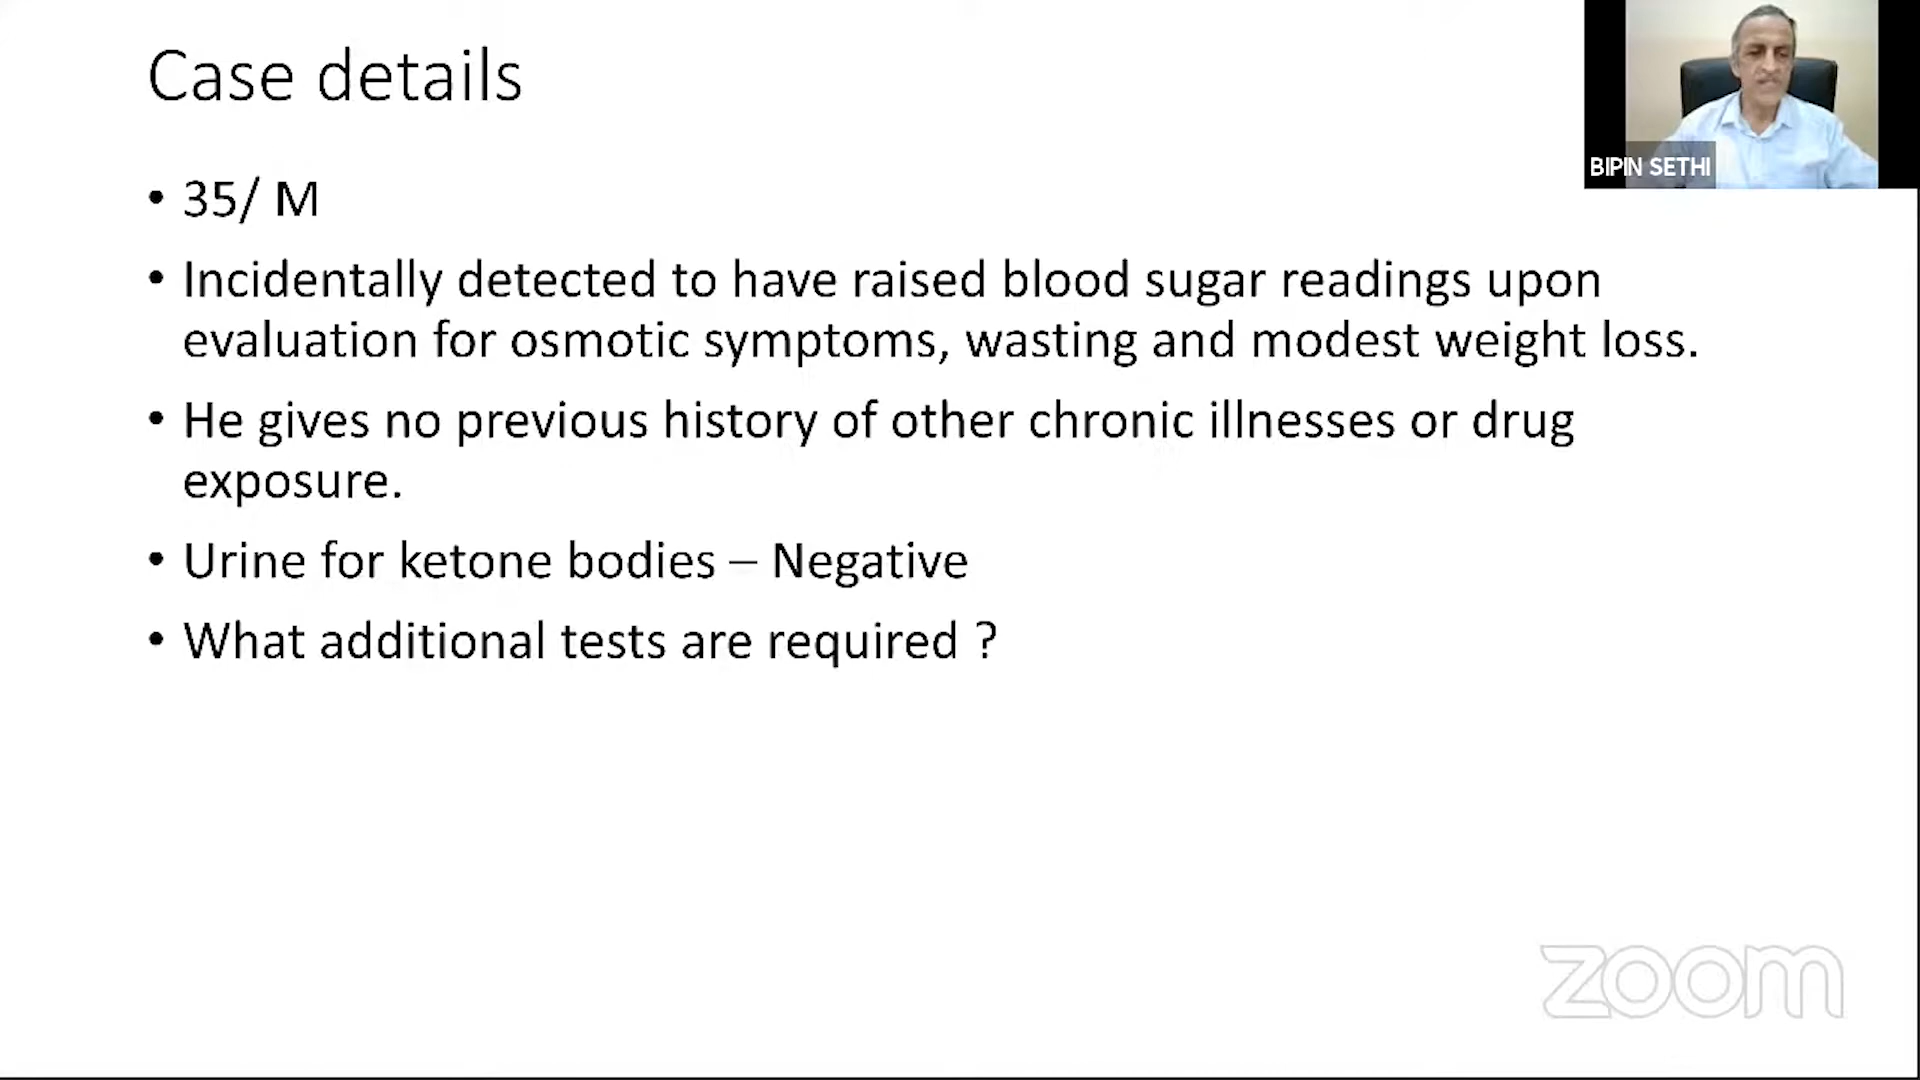 Case details
BIPIN SETHI
• 35/ M
• Incidentally detected to have raised blood sugar readings upon
evaluation for osmotic symptoms, wasting and modest weight loss.
• He gives no previous history of other chronic illnesses or drug
exposure.
• Urine for ketone bodies – Negative
• What additional tests are required ?
zoom